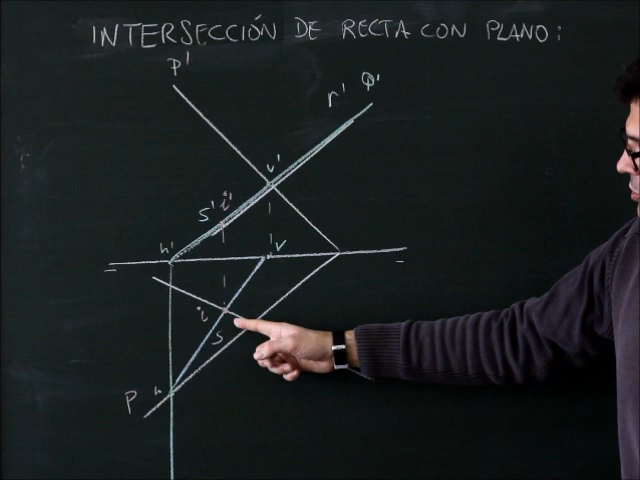 INTERSECCIÓN DE RECTA CON PLANO:
P'
r' Q'
v'
s' i'
h' v
i
s
P h